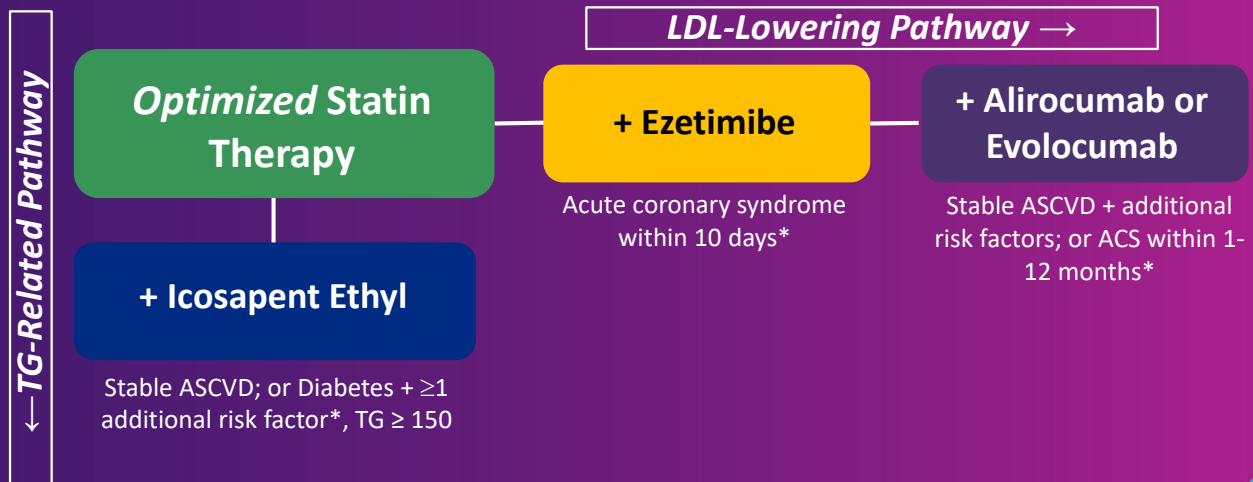 LDL-Lowering Pathway →
←TG-Related Pathway
Optimized Statin
Therapy
+ Ezetimibe
+ Alirocumab or
Evolocumab
Acute coronary syndrome
within 10 days*
Stable ASCVD + additional
risk factors; or ACS within 1-
12 months*
+ Icosapent Ethyl
Stable ASCVD; or Diabetes + ≥1
additional risk factor*, TG ≥ 150